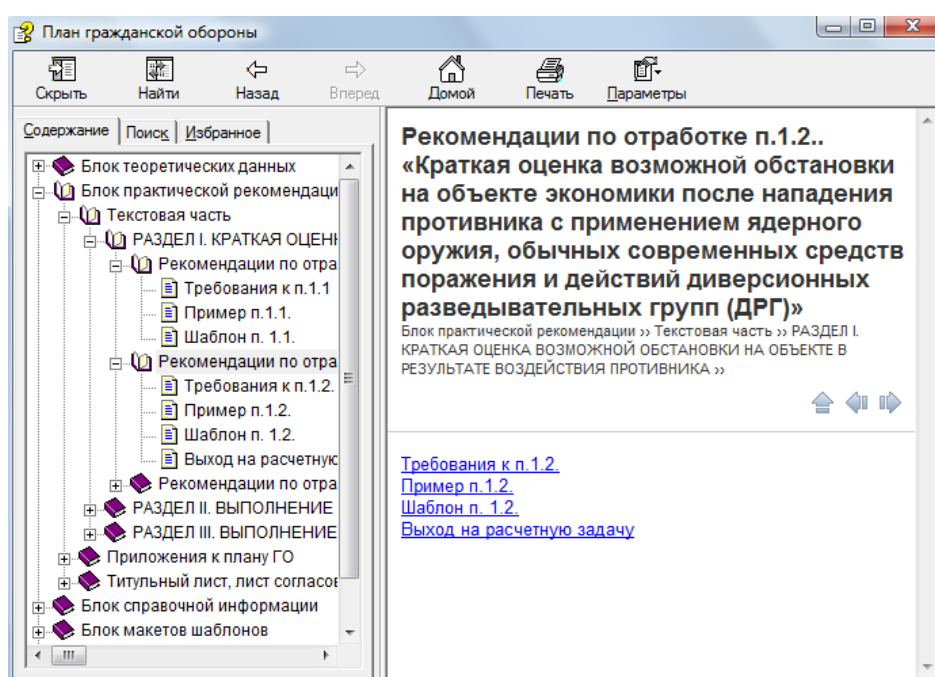 План гражданской обороны
Скрыть Найти Назад Вперед Домой Печать Параметры
Содержание Поиск Избранное
Блок теоретических данных
Блок практической рекомендаци
Текстовая часть
РАЗДЕЛ I. КРАТКАЯ ОЦЕН
Рекомендации по отра
Требования к п.1.1
Пример п.1.1.
Шаблон п. 1.1.
Рекомендации по отра
Требования к п.1.2.
Пример п.1.2.
Шаблон п. 1.2.
Выход на расчетную
Рекомендации по отра
РАЗДЕЛ II. ВЫПОЛНЕНИЕ
РАЗДЕЛ III. ВЫПОЛНЕНИЕ
Приложения к плану ГО
Титульный лист, лист согласов
Блок справочной информации
Блок макетов шаблонов
Рекомендации по отработке п.1.2..
«Краткая оценка возможной обстановки
на объекте экономики после нападения
противника с применением ядерного
оружия, обычных современных средств
поражения и действий диверсионных
разведывательных групп (ДРГ)»
Блок практической рекомендации ›› Текстовая часть ›› РАЗДЕЛ I.
КРАТКАЯ ОЦЕНКА ВОЗМОЖНОЙ ОБСТАНОВКИ НА ОБЪЕКТЕ В
РЕЗУЛЬТАТЕ ВОЗДЕЙСТВИЯ ПРОТИВНИКА ››
Требования к п.1.2.
Пример п.1.2.
Шаблон п. 1.2.
Выход на расчетную задачу